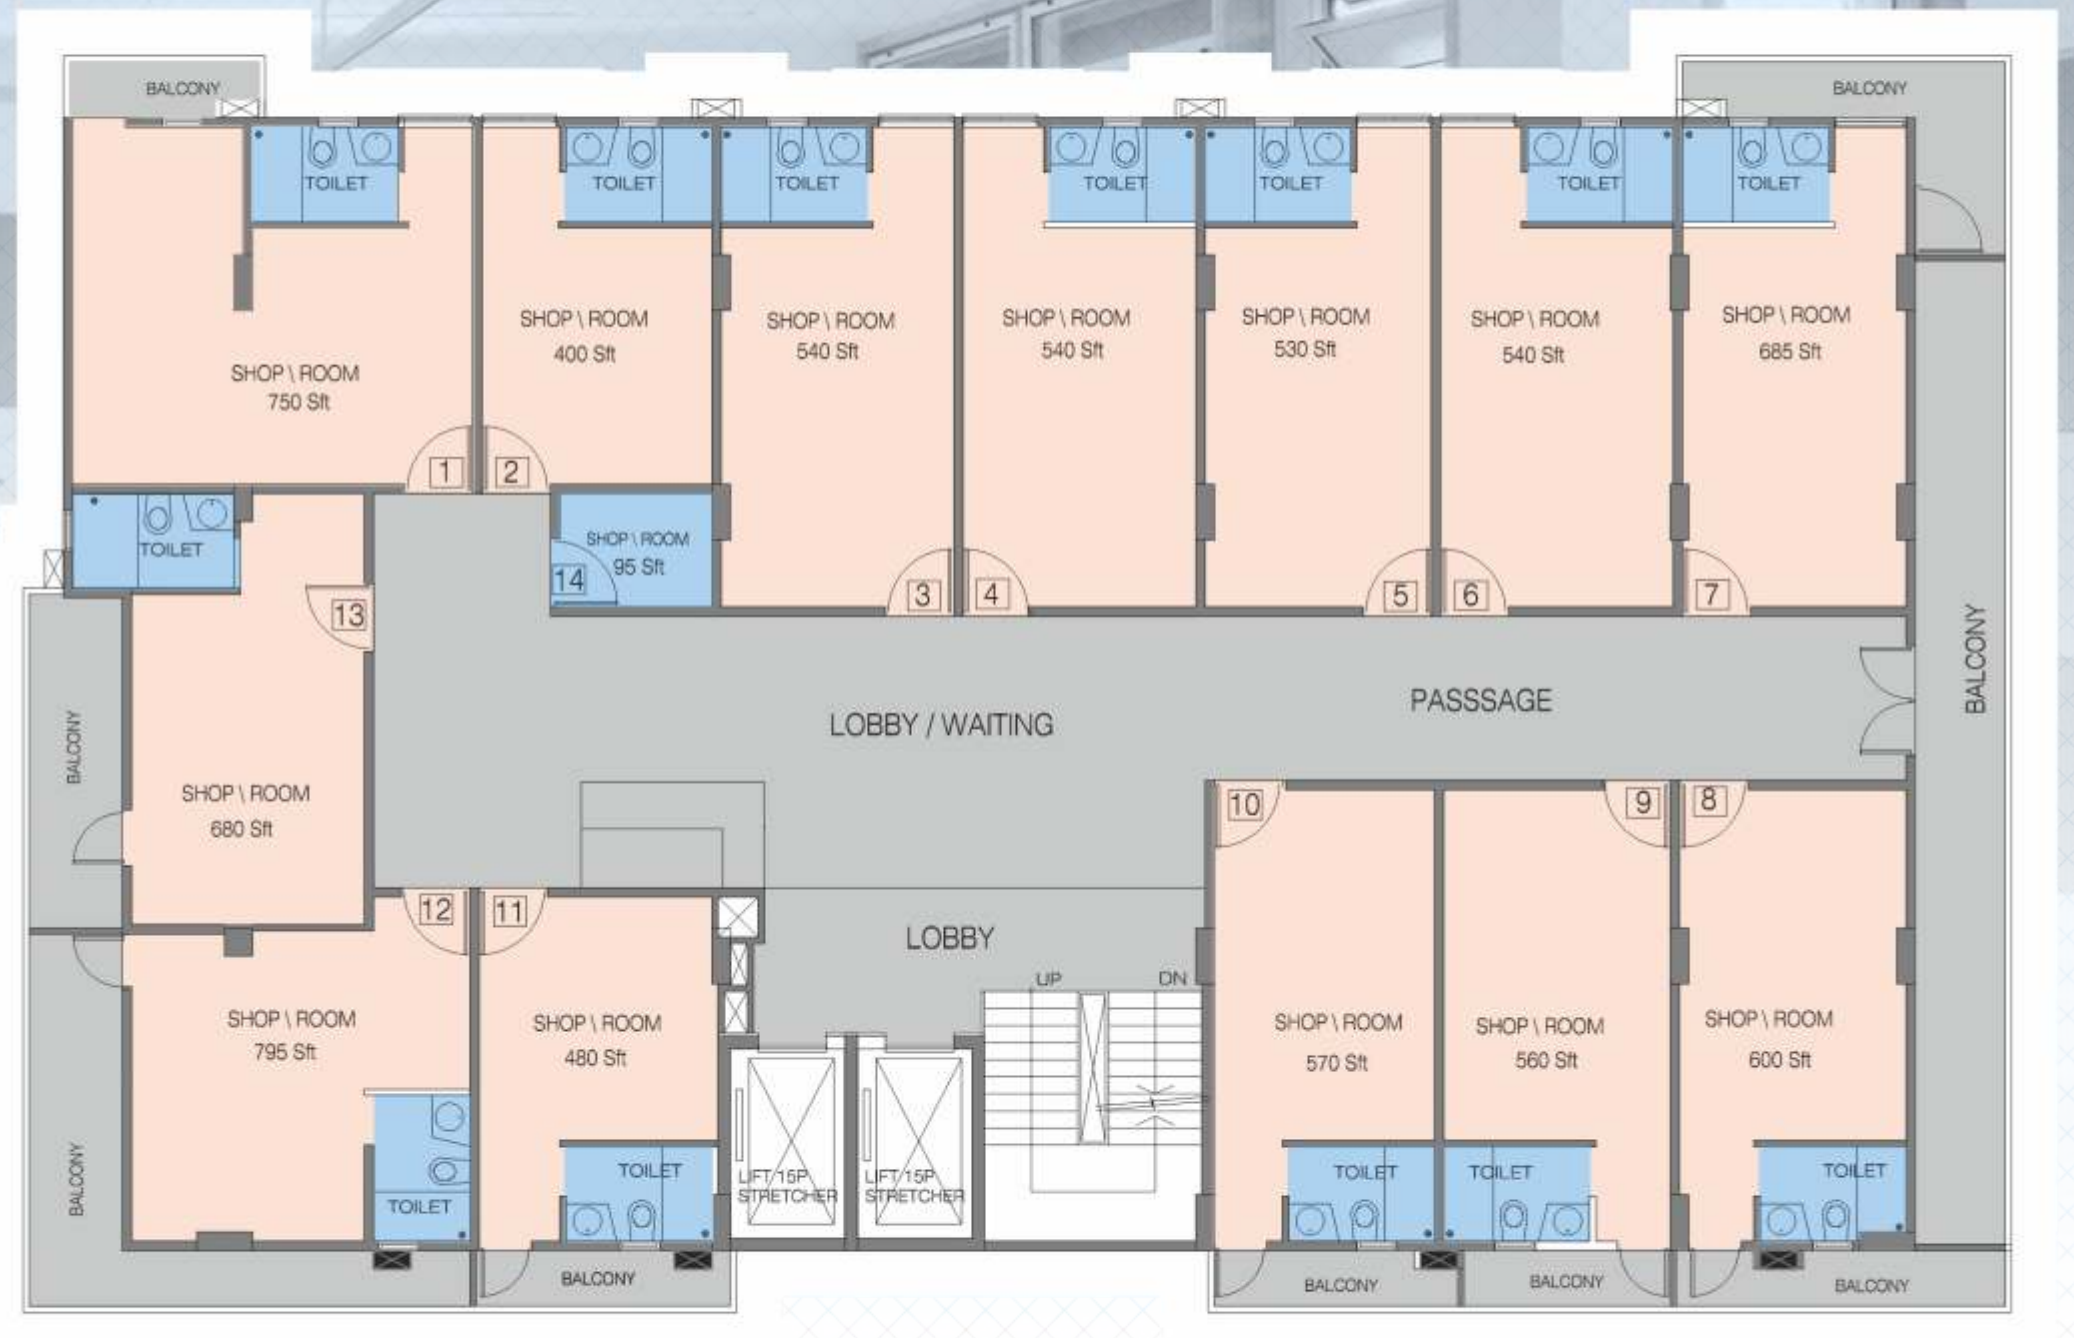 BALCONY
BALCONY
TOILET
TOILET
TOILET
TOILET
TOILET
TOILET
TOILET
SHOP \ ROOM
750 Sft
SHOP \ ROOM
400 Sft
SHOP \ ROOM
540 Sft
SHOP \ ROOM
540 Sft
SHOP \ ROOM
530 Sft
SHOP \ ROOM
540 Sft
SHOP \ ROOM
685 Sft
1
2
3
4
5
6
7
TOILET
SHOP \ ROOM
95 Sft
14
13
BALCONY
LOBBY / WAITING
PASSSAGE
BALCONY
SHOP \ ROOM
680 Sft
10
9
8
12
11
LOBBY
UP
DN
SHOP \ ROOM
795 Sft
SHOP \ ROOM
480 Sft
SHOP \ ROOM
570 Sft
SHOP \ ROOM
560 Sft
SHOP \ ROOM
600 Sft
BALCONY
TOILET
TOILET
LIFT/15P
STRETCHER
LIFT/15P
STRETCHER
TOILET
TOILET
TOILET
BALCONY
BALCONY
BALCONY
BALCONY